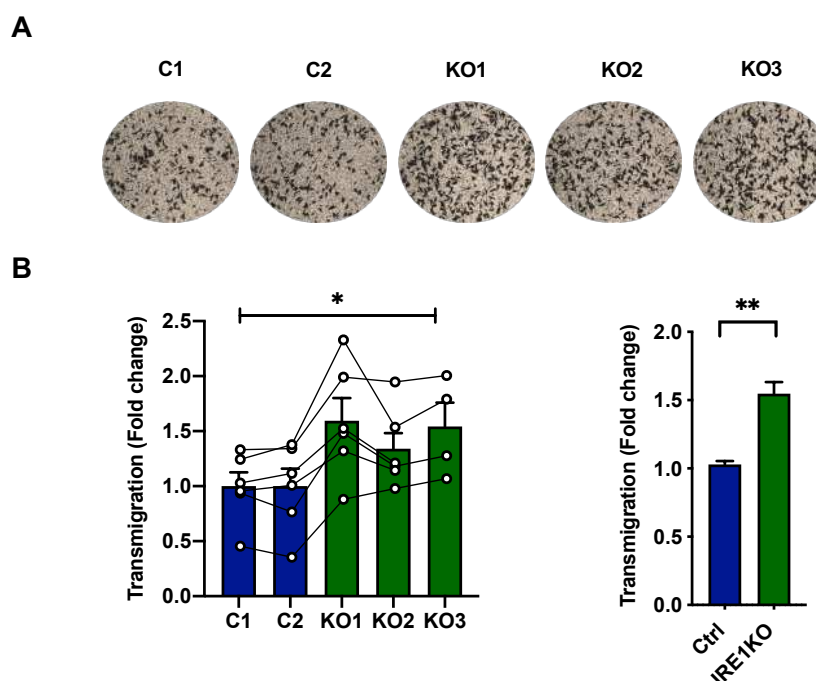 A
C1 C2 KO1 KO2 KO3
B
*
Transmigration (Fold change)
2.5
2.0
1.5
1.0
0.5
0.0
C1 C2 KO1 KO2 KO3
**
Transmigration (Fold change)
2.0
1.5
1.0
0.5
0.0
Ctrl
IRE1KO